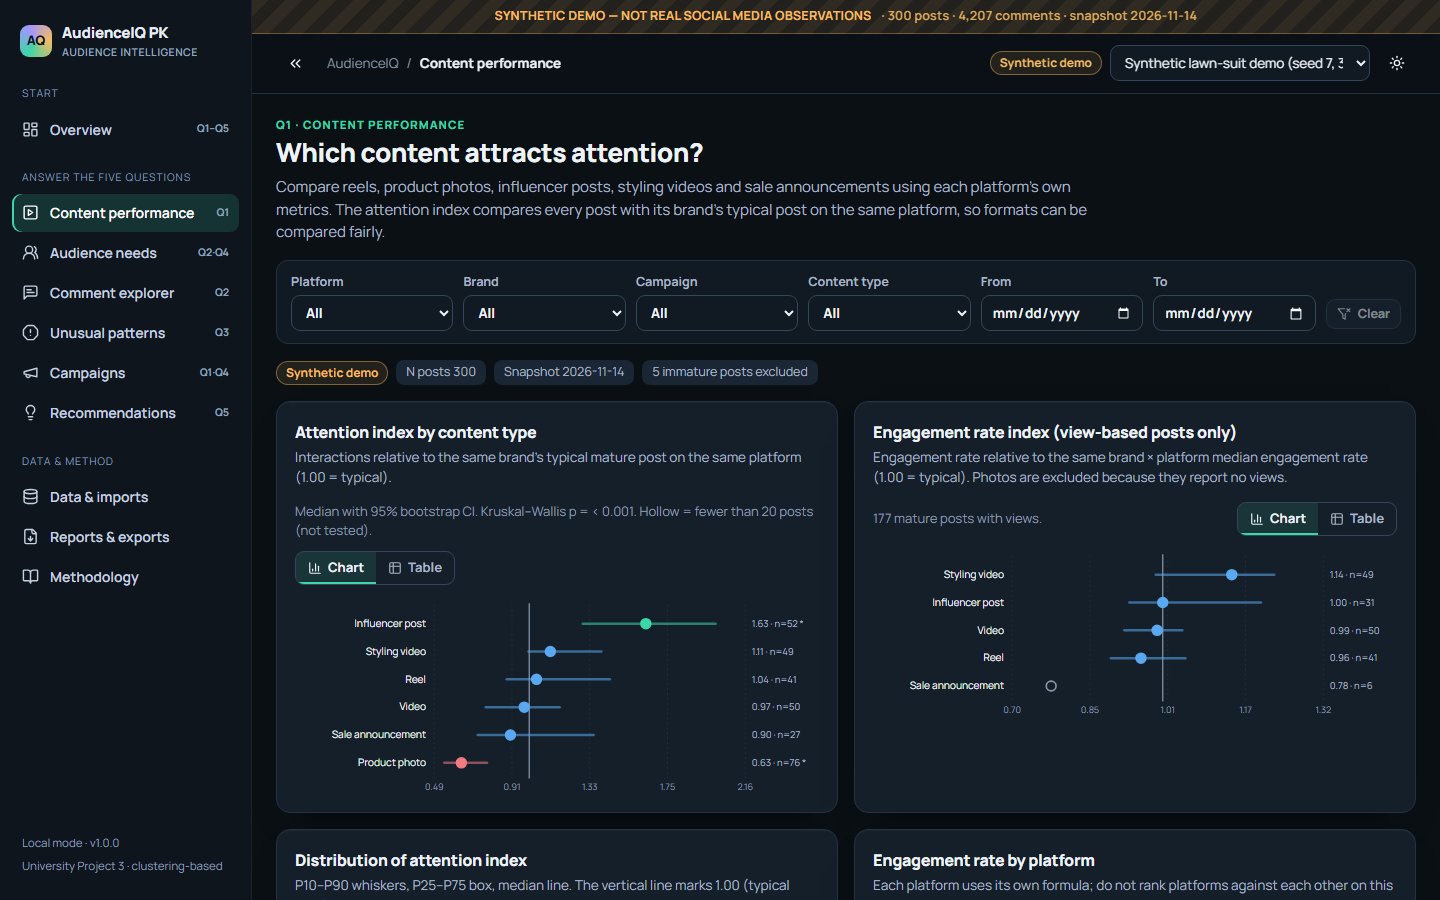 SYNTHETIC DEMO — NOT REAL SOCIAL MEDIA OBSERVATIONS · 300 posts · 4,207 comments · snapshot 2026-11-14
AQ
AudienceIQ PK
AUDIENCE INTELLIGENCE
START
Overview Q1–Q5
ANSWER THE FIVE QUESTIONS
Content performance Q1
Audience needs Q2·Q4
Comment explorer Q2
Unusual patterns Q3
Campaigns Q1·Q4
Recommendations Q5
DATA & METHOD
Data & imports
Reports & exports
Methodology
Local mode · v1.0.0
University Project 3 · clustering-based
AudienceIQ / Content performance
Synthetic demo
Synthetic lawn-suit demo (seed 7,
Q1 · CONTENT PERFORMANCE
Which content attracts attention?
Compare reels, product photos, influencer posts, styling videos and sale announcements using each platform's own
metrics. The attention index compares every post with its brand's typical post on the same platform, so formats can be
compared fairly.
Platform Brand Campaign Content type From To
All All All All mm/dd/yyyy mm/dd/yyyy Clear
Synthetic demo N posts 300 Snapshot 2026-11-14 5 immature posts excluded
Attention index by content type
Interactions relative to the same brand's typical mature post on the same platform
(1.00 = typical).
Median with 95% bootstrap CI. Kruskal–Wallis p = < 0.001. Hollow = fewer than 20 posts
(not tested).
Chart Table
Influencer post 1.63 · n=52 *
Styling video 1.11 · n=49
Reel 1.04 · n=41
Video 0.97 · n=50
Sale announcement 0.90 · n=27
Product photo 0.63 · n=76 *
0.49 0.91 1.33 1.75 2.16
Engagement rate index (view-based posts only)
Engagement rate relative to the same brand × platform median engagement rate
(1.00 = typical). Photos are excluded because they report no views.
177 mature posts with views.
Chart Table
Styling video 1.14 · n=49
Influencer post 1.00 · n=31
Video 0.99 · n=50
Reel 0.96 · n=41
Sale announcement 0.78 · n=6
0.70 0.85 1.01 1.17 1.32
Distribution of attention index
P10–P90 whiskers, P25–P75 box, median line. The vertical line marks 1.00 (typical
Engagement rate by platform
Each platform uses its own formula; do not rank platforms against each other on this